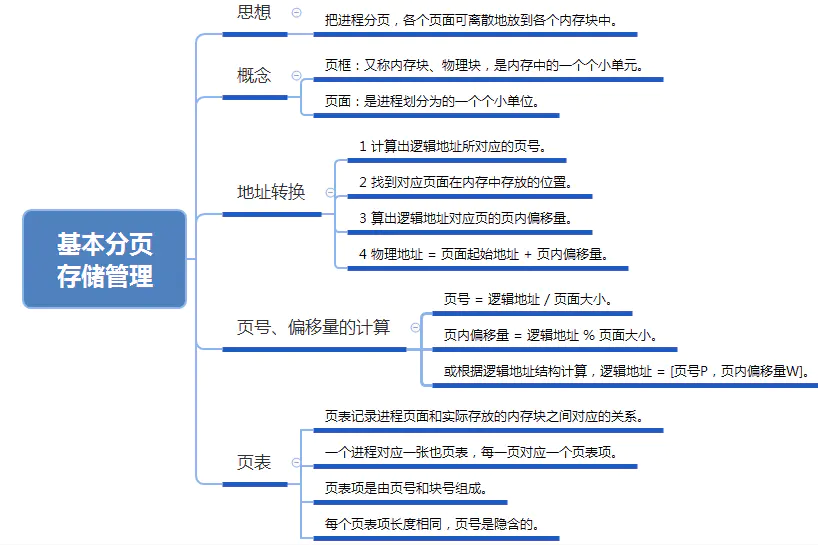 思想
把进程分页，各个页面可离散地放到各个内存块中。
概念
页框：又称内存块、物理块，是内存中的一个个小单元。
页面：是进程划分为的一个个小单位。
地址转换
1 计算出逻辑地址所对应的页号。
2 找到对应页面在内存中存放的位置。
3 算出逻辑地址对应页的页内偏移量。
4 物理地址 = 页面起始地址 + 页内偏移量。
基本分页
存储管理
页号、偏移量的计算
页号 = 逻辑地址 / 页面大小。
页内偏移量 = 逻辑地址 % 页面大小。
或根据逻辑地址结构计算，逻辑地址 = [页号P，页内偏移量W]。
页表
页表记录进程页面和实际存放的内存块之间对应的关系。
一个进程对应一张也页表，每一页对应一个页表项。
页表项是由页号和块号组成。
每个页表项长度相同，页号是隐含的。